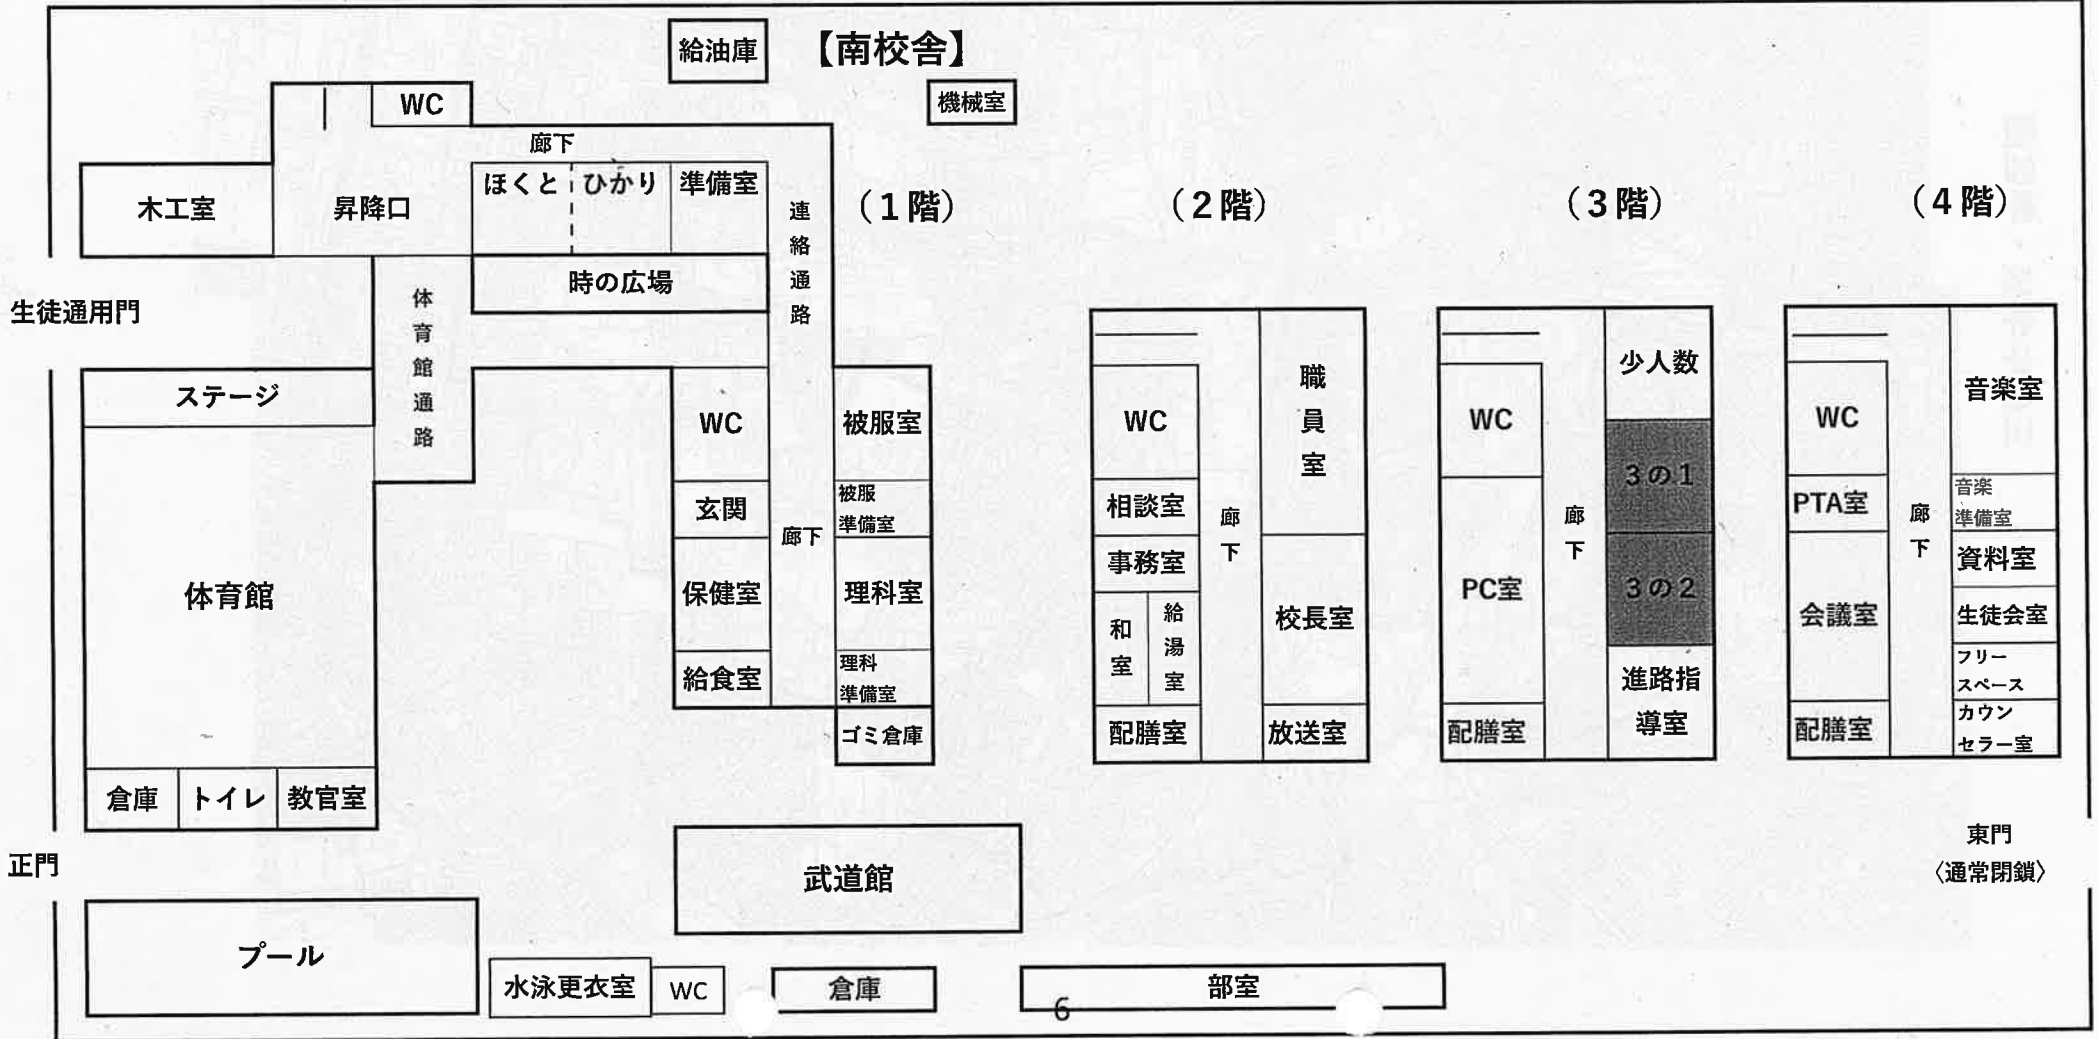 給油庫
【南校舎】
機械室
WC
廊下
木工室
昇降口
ほくと
ひかり
準備室
連絡通路
（1階）
（2階）
（3階）
（4階）
時の広場
生徒通用門
体育館通路
ステージ
体育館
倉庫
トイレ
教官室
WC
玄関
保健室
給食室
廊下
被服室
被服
準備室
理科室
理科
準備室
ゴミ倉庫
WC
相談室
事務室
和室
給湯室
配膳室
廊下
職員室
校長室
放送室
WC
PC室
配膳室
廊下
少人数
3の1
3の2
進路指
導室
WC
PTA室
会議室
配膳室
廊下
音楽室
音楽
準備室
資料室
生徒会室
フリー
スペース
カウン
セラー室
正門
東門
〈通常閉鎖〉
武道館
プール
水泳更衣室
WC
倉庫
部室
6